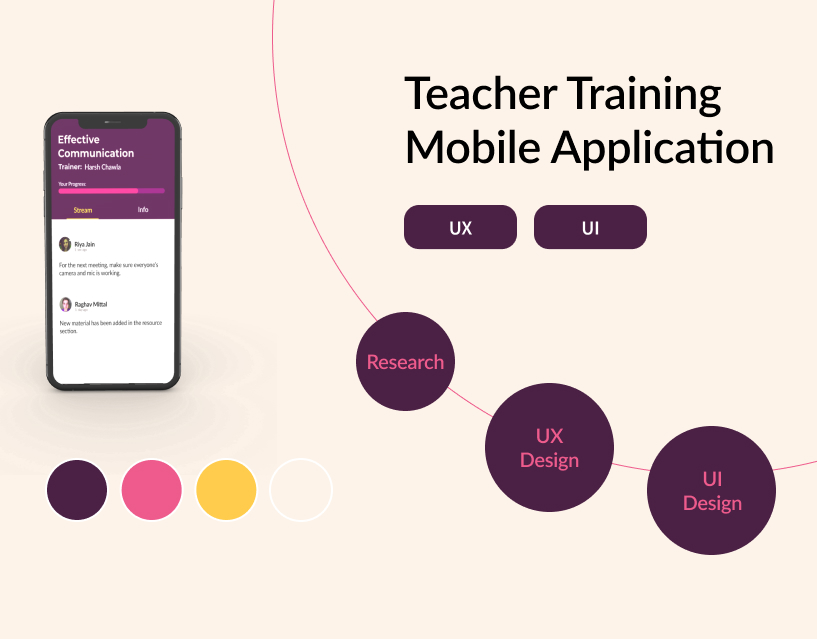 Teacher Training
Mobile Application
UX
UI
Effective
Communication
Trainer: Harsh Chawla
Your Progress:
Stream
Info
Riya Jain
For the next meeting, make sure everyone's
camera and mic is working.
Raghav Mittal
New material has been added in the resource
section.
Research
UX
Design
UI
Design